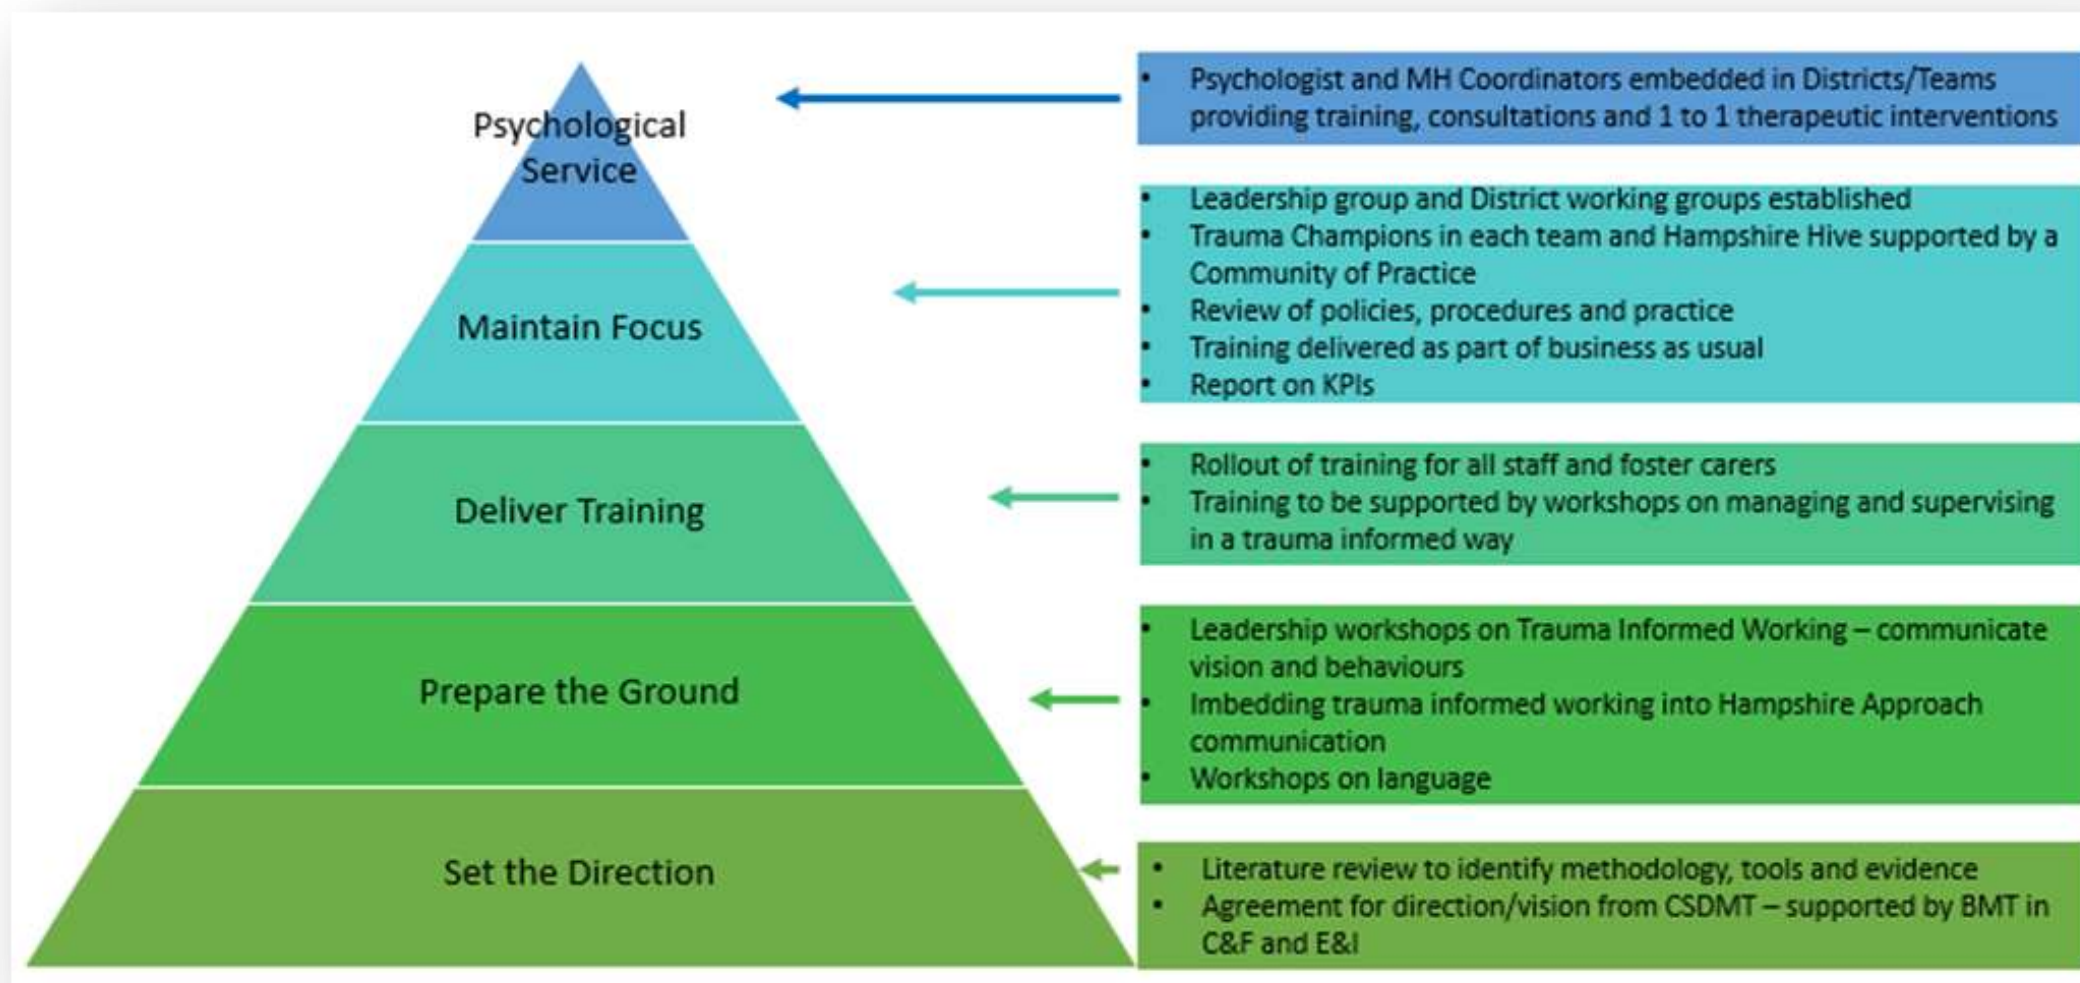 Psychological
Service
• Psychologist and MH Coordinators embedded in Districts/Teams
providing training, consultations and 1 to 1 therapeutic interventions
Maintain Focus
• Leadership group and District working groups established
• Trauma Champions in each team and Hampshire Hive supported by a
Community of Practice
• Review of policies, procedures and practice
• Training delivered as part of business as usual
• Report on KPIs
Deliver Training
• Rollout of training for all staff and foster carers
• Training to be supported by workshops on managing and supervising
in a trauma informed way
Prepare the Ground
• Leadership workshops on Trauma Informed Working – communicate
vision and behaviours
• Imbedding trauma informed working into Hampshire Approach
communication
• Workshops on language
Set the Direction
• Literature review to identify methodology, tools and evidence
• Agreement for direction/vision from CSDMT – supported by BMT in
C&F and E&I